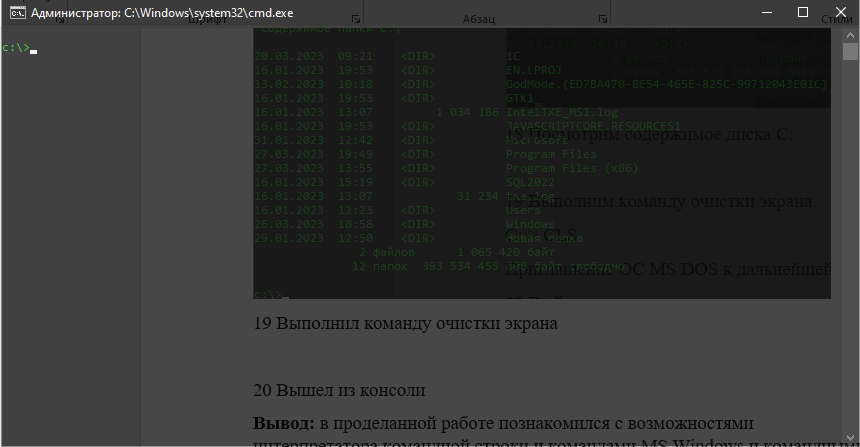 Администратор: C:\Windows\system32\cmd.exe
Шрифт Абзац Стили
c:\>
Содержимое папки C:\
20.03.2023 09:21 <DIR> 1C
16.01.2023 19:53 <DIR> EN.LPROJ
13.02.2023 10:18 <DIR> GodMode.{ED7BA470-8E54-465E-825C-99712043E01C}
16.01.2023 19:53 <DIR> GTK1
16.01.2023 13:07 1 034 186 IntelTXE_MSI.log
16.01.2023 19:53 <DIR> JAVASCRIPTCORE.RESOURCES1
18 Посмотрим содержимое диска C:
31.01.2023 12:42 <DIR> Microsoft
27.03.2023 19:49 <DIR> Program Files
27.03.2023 13:55 <DIR> Program Files (x86)
16.01.2023 15:19 <DIR> SQL2022
16.01.2023 13:07 31 234 txe.log
19 Выполним команду очистки экрана
16.01.2023 12:23 <DIR> Users
26.03.2023 18:58 <DIR> Windows
29.01.2023 12:50 <DIR> Новая папка
CLS
2 файлов 1 065 420 байт
12 папок 393 534 455 байт свободно
Приглашение ОС MS DOS к дальнейшей
c:\>
19 Выполнил команду очистки экрана
20 Вышел из консоли
Вывод: в проделанной работе познакомился с возможностями
интерпретатора командной строки и командами MS Windows и командными